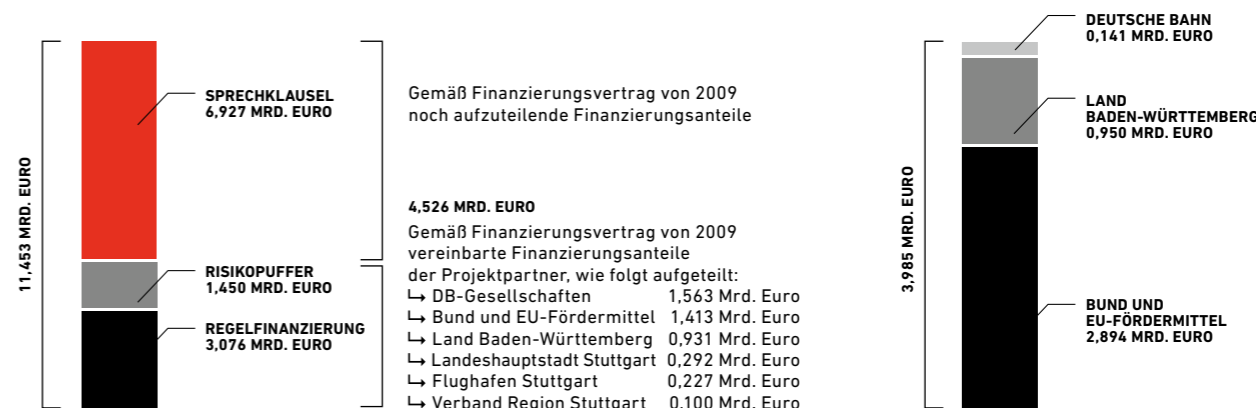 11,453 MRD. EURO
SPRECHKLAUSEL
6,927 MRD. EURO
RISIKOPUFFER
1,450 MRD. EURO
REGELFINANZIERUNG
3,076 MRD. EURO
Gemäß Finanzierungsvertrag von 2009
noch aufzuteilende Finanzierungsanteile
4,526 MRD. EURO
Gemäß Finanzierungsvertrag von 2009
vereinbarte Finanzierungsanteile
der Projektpartner, wie folgt aufgeteilt:
↳ DB-Gesellschaften 1,563 Mrd. Euro
↳ Bund und EU-Fördermittel 1,413 Mrd. Euro
↳ Land Baden-Württemberg 0,931 Mrd. Euro
↳ Landeshauptstadt Stuttgart 0,292 Mrd. Euro
↳ Flughafen Stuttgart 0,227 Mrd. Euro
↳ Verband Region Stuttgart 0,100 Mrd. Euro
3,985 MRD. EURO
DEUTSCHE BAHN
0,141 MRD. EURO
LAND
BADEN-WÜRTTEMBERG
0,950 MRD. EURO
BUND UND
EU-FÖRDERMITTEL
2,894 MRD. EURO